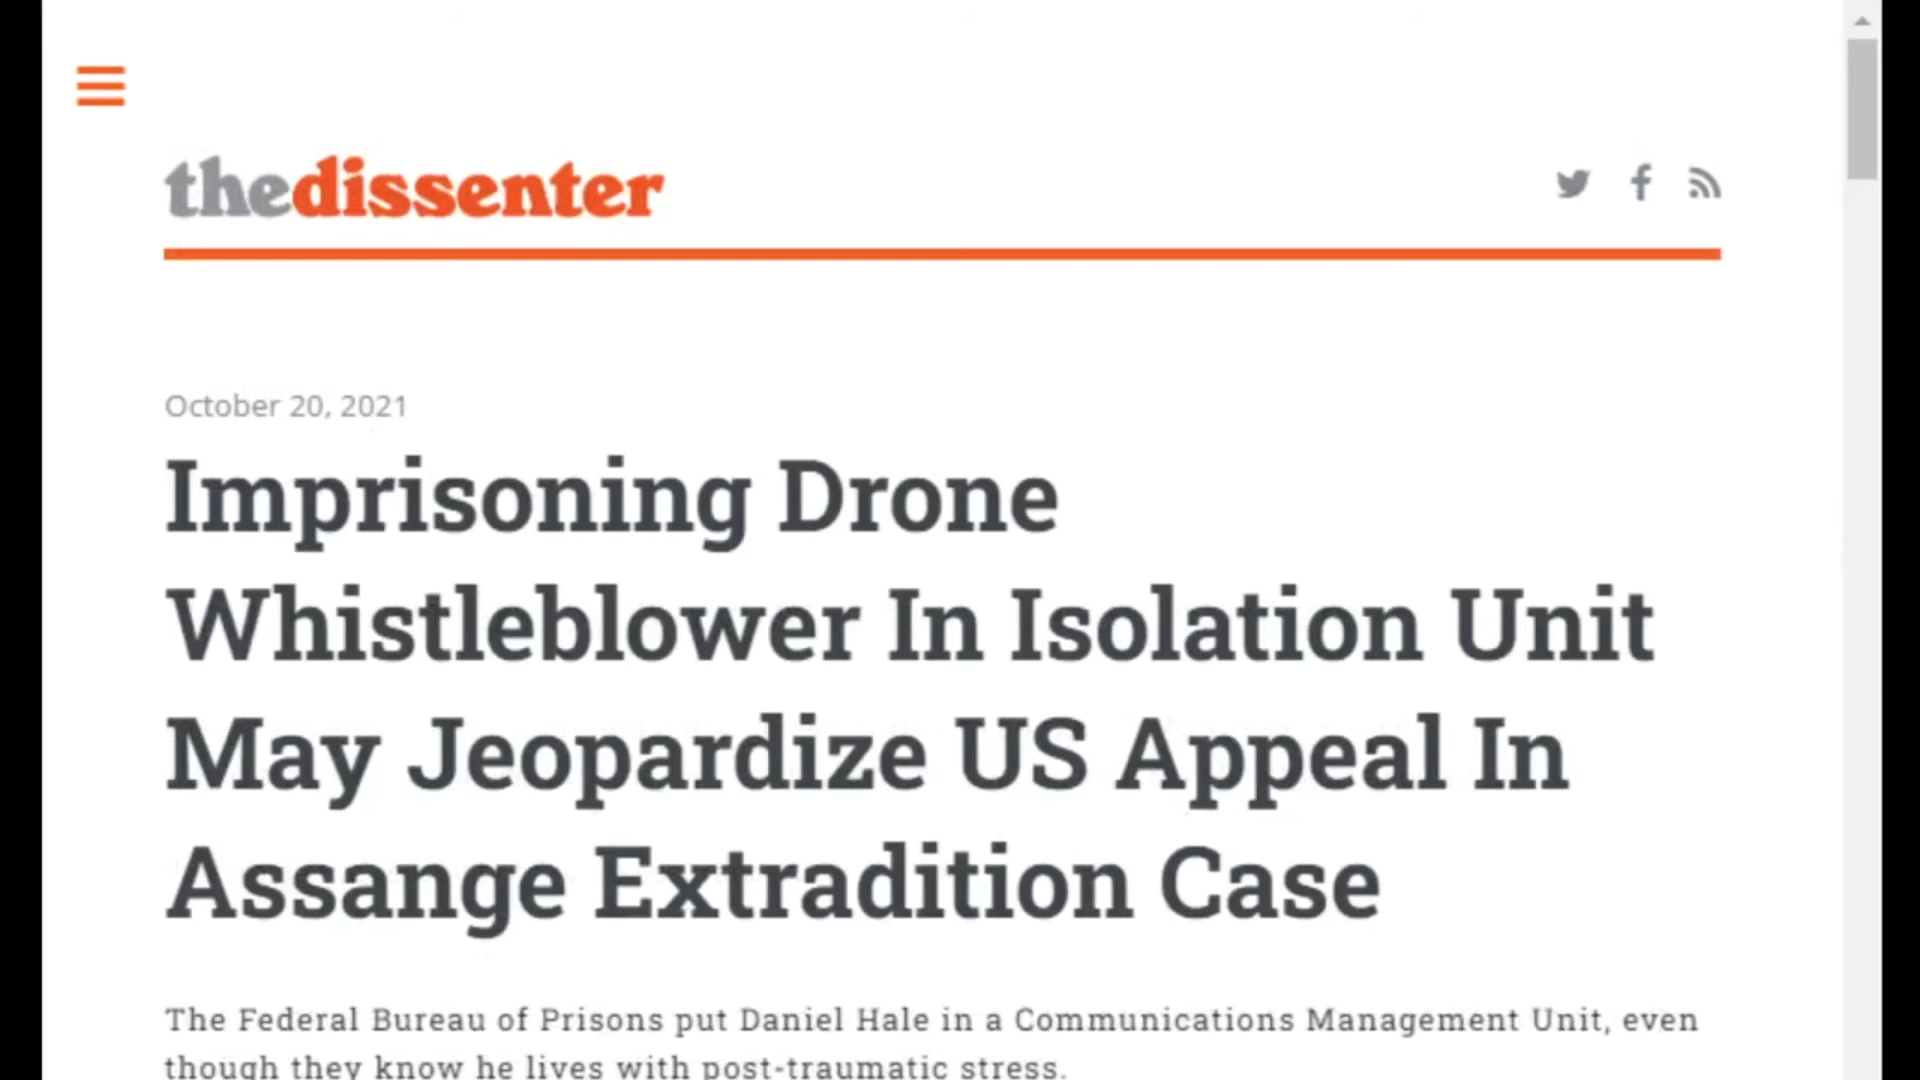 thedissenter
October 20, 2021
Imprisoning Drone
Whistleblower In Isolation Unit
May Jeopardize US Appeal In
Assange Extradition Case
The Federal Bureau of Prisons put Daniel Hale in a Communications Management Unit, even
though they know he lives with post-traumatic stress.